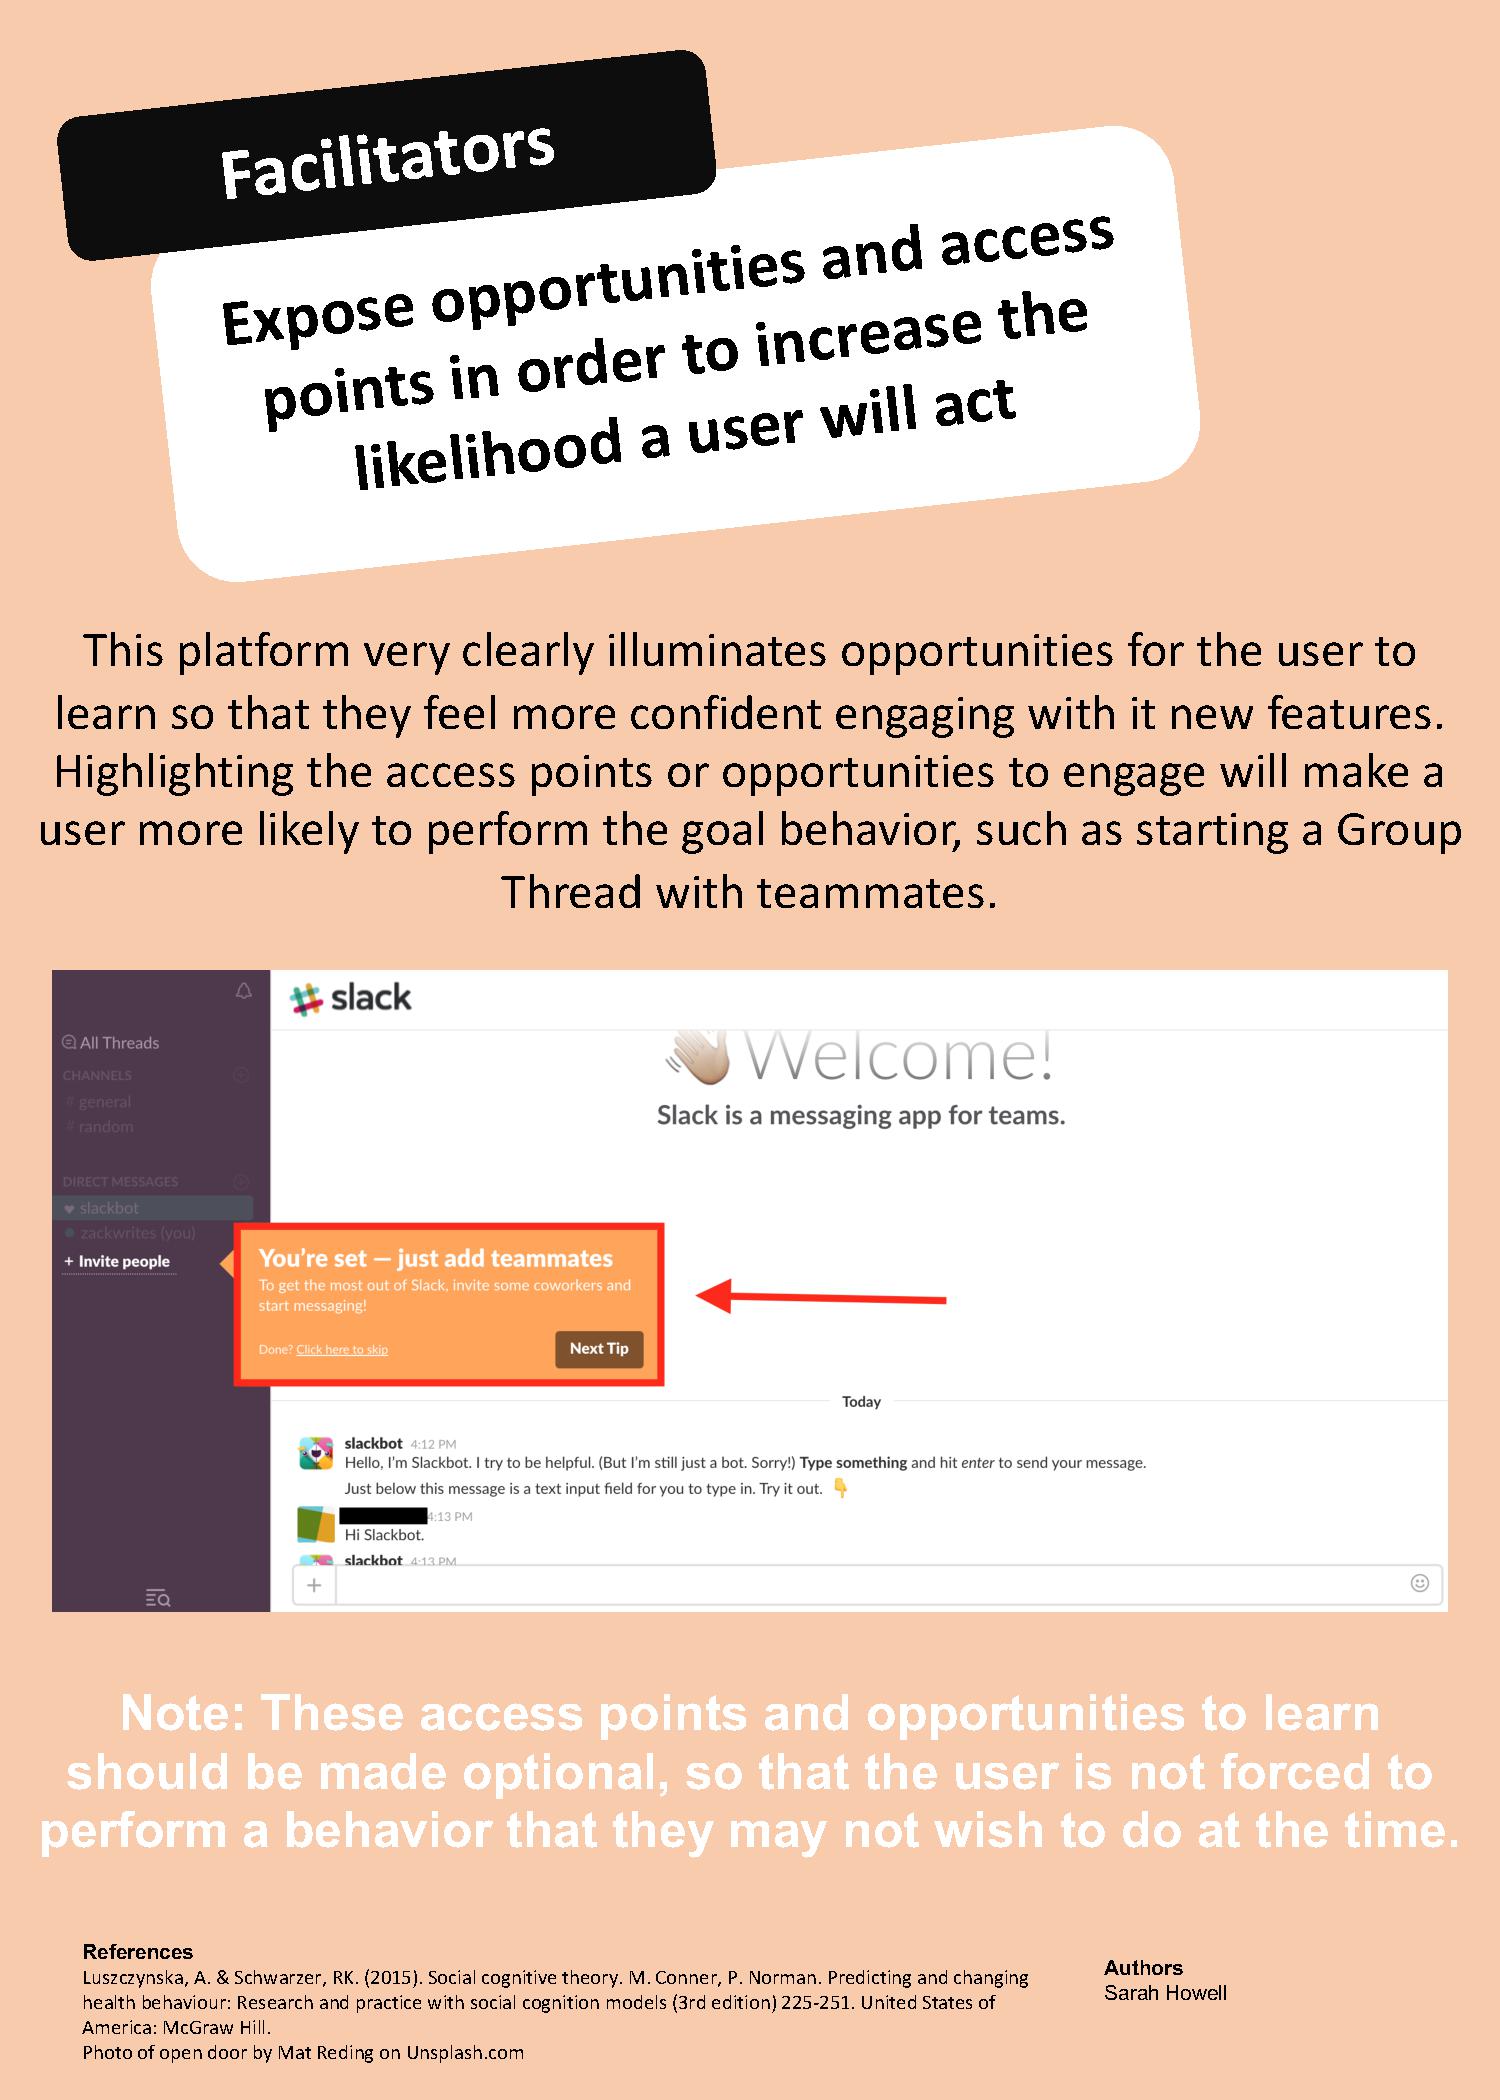 Facilitators
Expose opportunities and access
points in order to increase the
likelihood a user will act
This platform very clearly illuminates opportunities for the user to
learn so that they feel more confident engaging with it new features.
Highlighting the access points or opportunities to engage will make a
user more likely to perform the goal behavior, such as starting a Group
Thread with teammates.
slack
All Threads
CHANNELS
# general
# random
DIRECT MESSAGES
slackbot
zackwrites (you)
+ Invite people
Welcome!
Slack is a messaging app for teams.
You're set — just add teammates
To get the most out of Slack, invite some coworkers and
start messaging!
Done? Click here to skip
Next Tip
Today
slackbot 4:12 PM
Hello, I'm Slackbot. I try to be helpful. (But I'm still just a bot. Sorry!) Type something and hit enter to send your message.
Just below this message is a text input field for you to type in. Try it out.
4:13 PM
Hi Slackbot.
slackbot 4:13 PM
Note: These access points and opportunities to learn
should be made optional, so that the user is not forced to
perform a behavior that they may not wish to do at the time.
References
Luszczynska, A. & Schwarzer, RK. (2015). Social cognitive theory. M. Conner, P. Norman. Predicting and changing
health behaviour: Research and practice with social cognition models (3rd edition) 225-251. United States of
America: McGraw Hill.
Photo of open door by Mat Reding on Unsplash.com
Authors
Sarah Howell